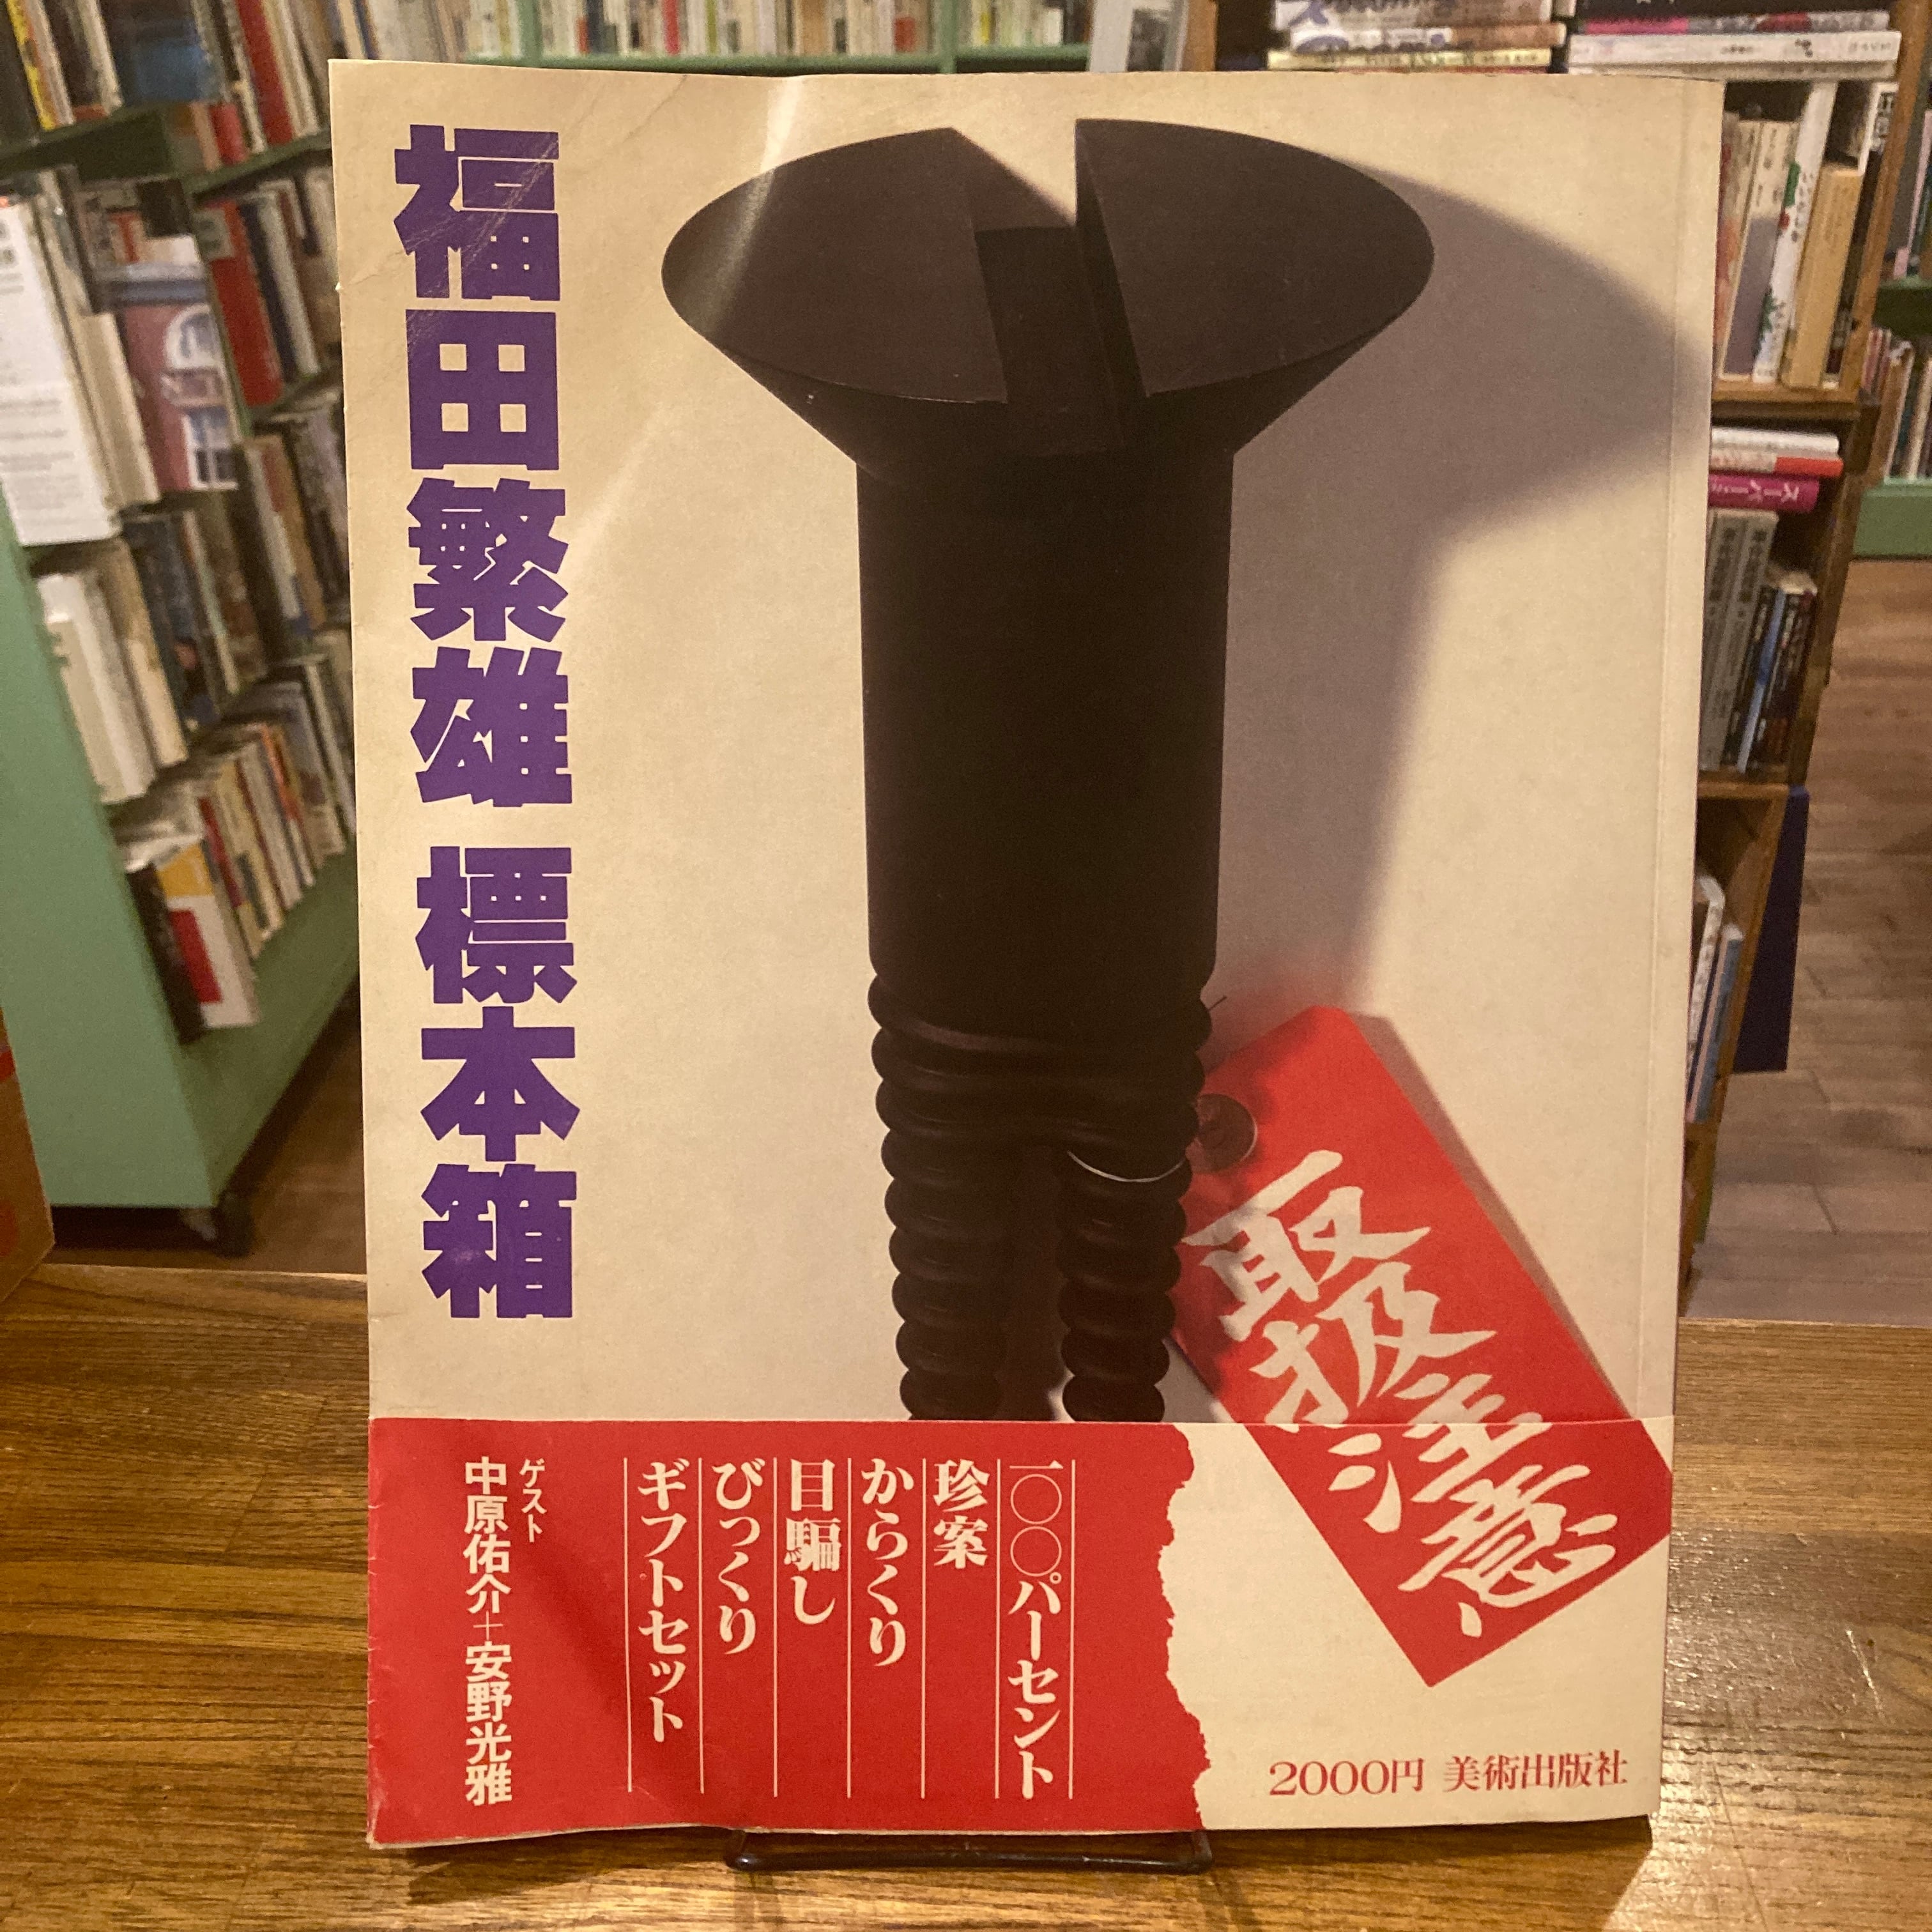 福田繁雄 標本箱
取扱注意
一〇〇パーセント
珍案
からくり
目騙し
びっくり
ギフトセット
ゲスト
中原佑介+安野光雅
2000円 美術出版社